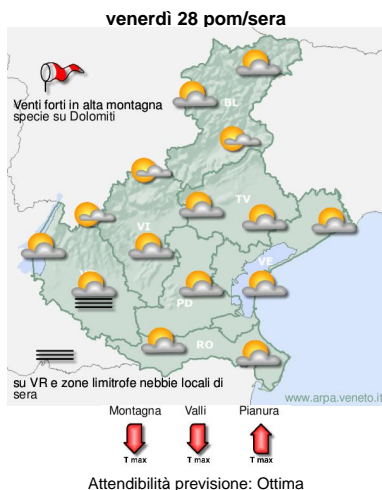 venerdì 28 pom/sera
Venti forti in alta montagna
specie su Dolomiti
BL
TV
VI
VE
PD
RO
su VR e zone limitrofe nebbie locali di
sera
www.arpa.veneto.it
Montagna Valli Pianura
T max T max T max
Attendibilità previsione: Ottima